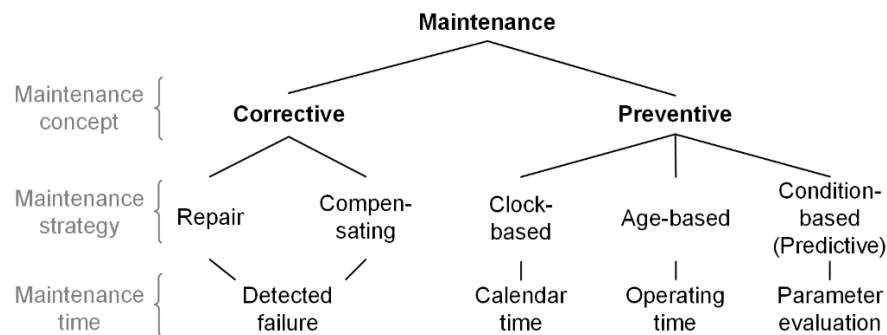 Maintenance
Maintenance
concept
Corrective
Preventive
Maintenance
strategy
Repair
Compen-
sating
Clock-
based
Age-based
Condition-
based
(Predictive)
Maintenance
time
Detected
failure
Calendar
time
Operating
time
Parameter
evaluation